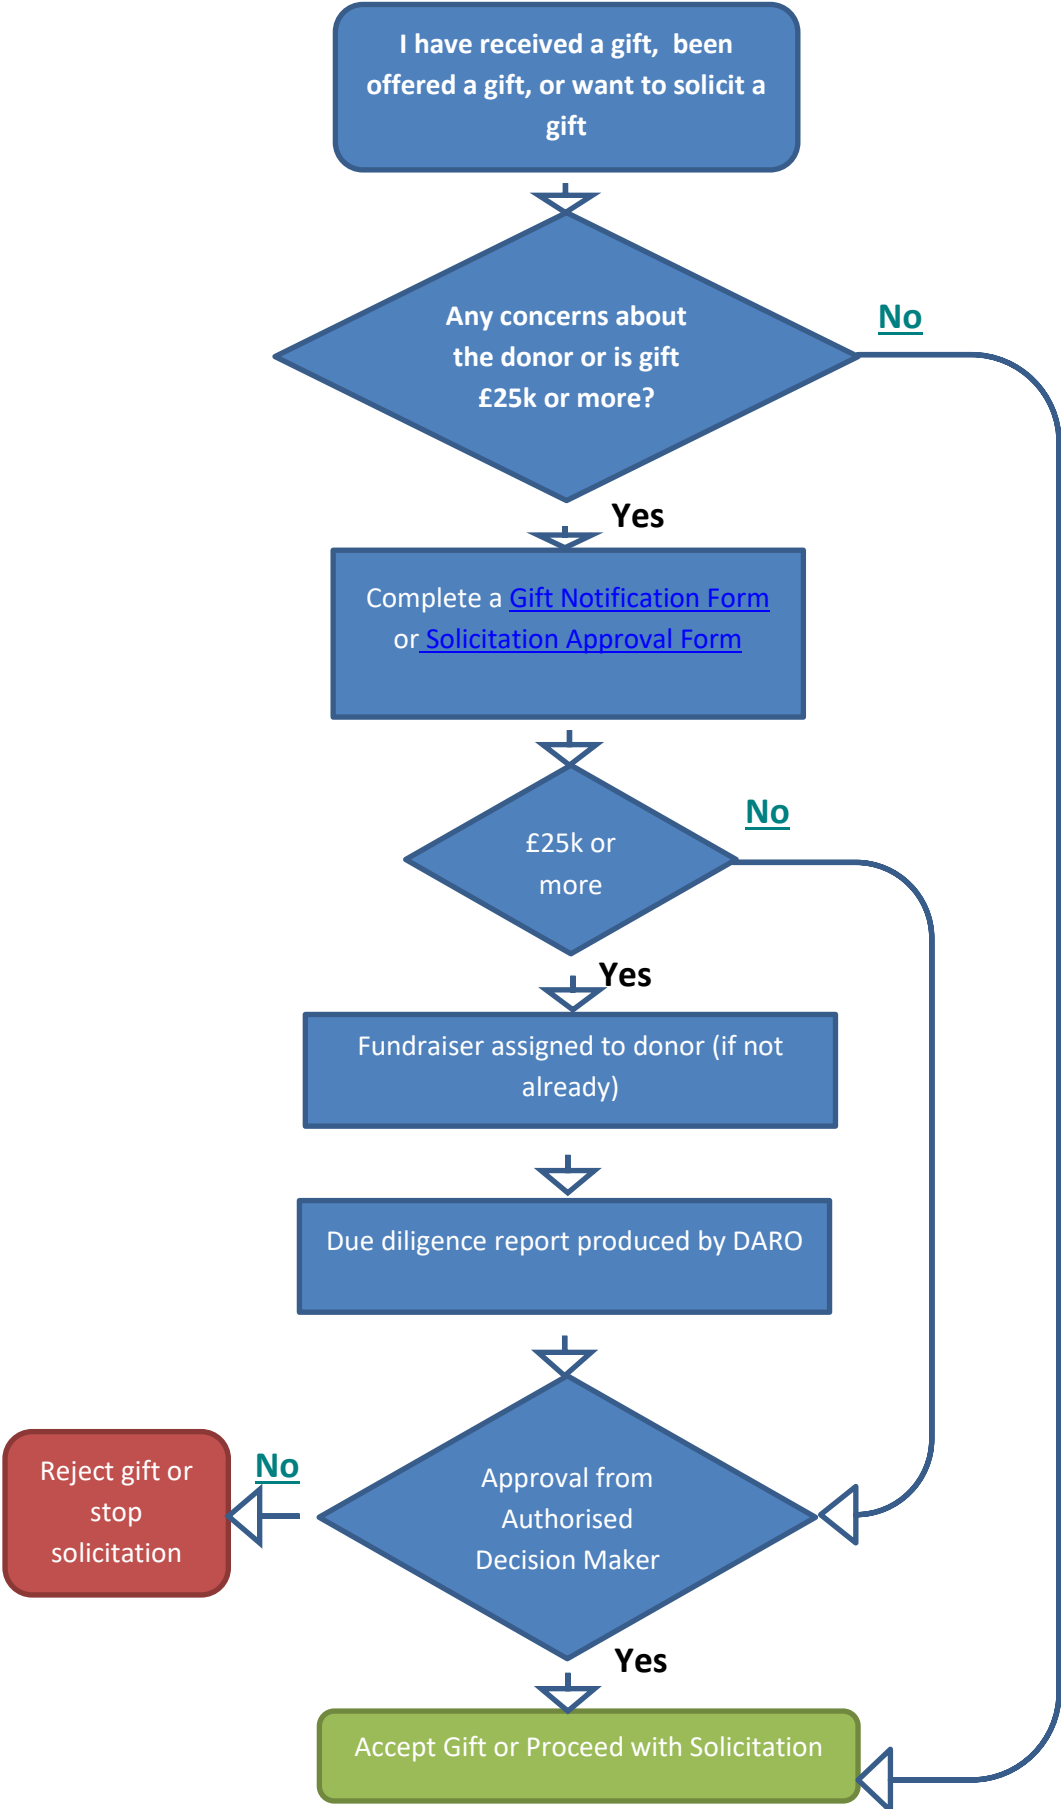 I have received a gift,  been
offered a gift, or want to solicit a
gift
Any concerns about
the donor or is gift
£25k or more?
No
Yes
Complete a Gift Notification Form
or Solicitation Approval Form
£25k or
more
No
Yes
Fundraiser assigned to donor (if not
already)
Due diligence report produced by DARO
Approval from
Authorised
Decision Maker
No
Reject gift or
stop
solicitation
Yes
Accept Gift or Proceed with Solicitation